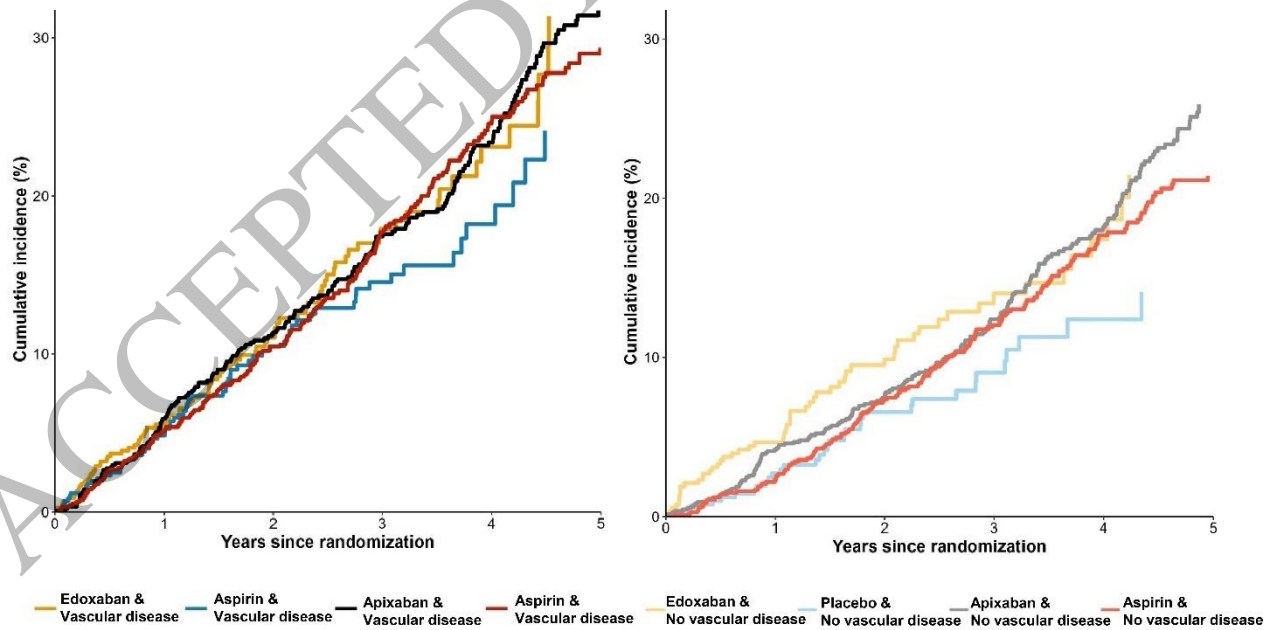 ACCEPTED
Cumulative incidence (%)
30
20
10
0
0 1 2 3 4 5
Years since randomization
Cumulative incidence (%)
30
20
10
0
0 1 2 3 4 5
Years since randomization
Edoxaban &
Vascular disease
Aspirin &
Vascular disease
Apixaban &
Vascular disease
Aspirin &
Vascular disease
Edoxaban &
No vascular disease
Placebo &
No vascular disease
Apixaban &
No vascular disease
Aspirin &
No vascular disease